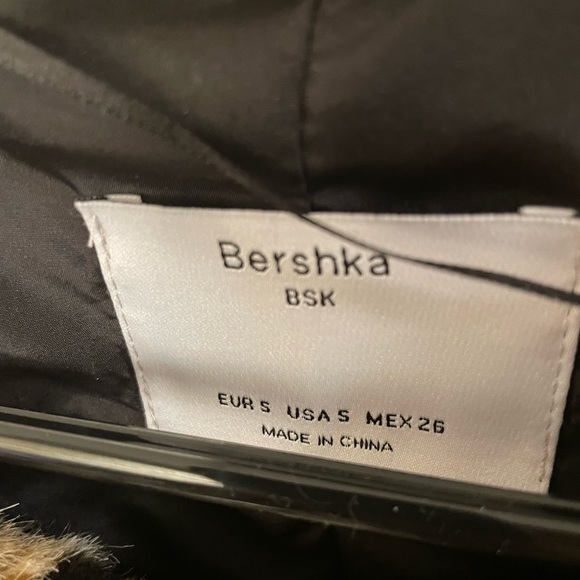 Bershka
BSK
EUR S USA S MEX 26
MADE IN CHINA